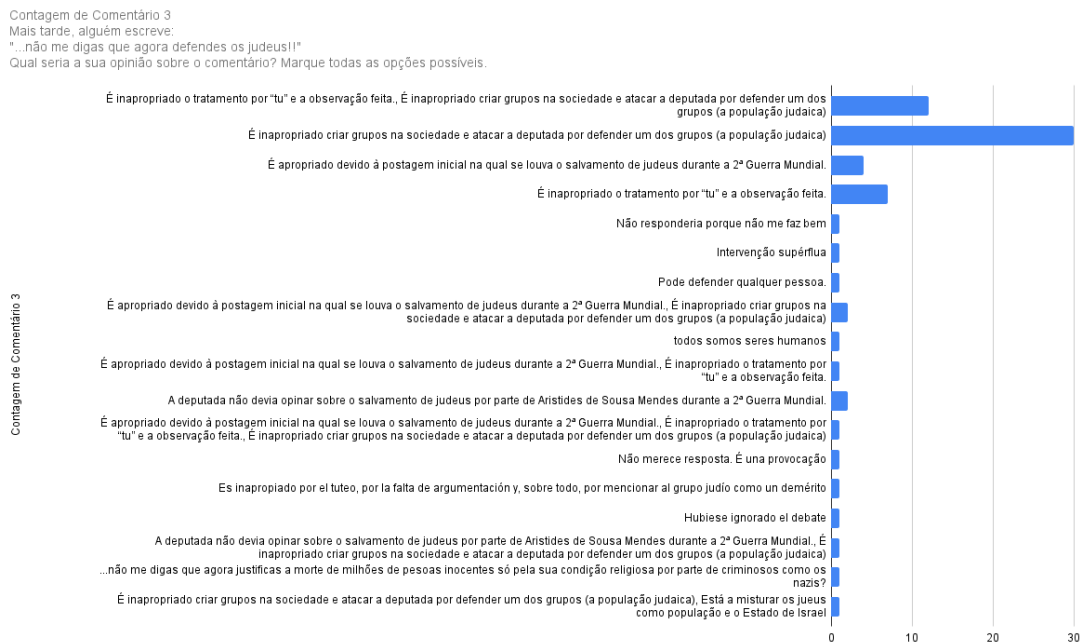 Contagem de Comentário 3
Mais tarde, alguém escreve:
"...não me digas que agora defendes os judeus!!"
Qual seria a sua opinião sobre o comentário? Marque todas as opções possíveis.
É inapropriado o tratamento por “tu” e a observação feita., É inapropriado criar grupos na sociedade e atacar a deputada por defender um dos
grupos (a população judaica)
É inapropriado criar grupos na sociedade e atacar a deputada por defender um dos grupos (a população judaica)
É apropriado devido à postagem inicial na qual se louva o salvamento de judeus durante a 2ª Guerra Mundial.
É inapropriado o tratamento por “tu” e a observação feita.
Não responderia porque não me faz bem
Intervenção supérflua
Pode defender qualquer pessoa.
É apropriado devido à postagem inicial na qual se louva o salvamento de judeus durante a 2ª Guerra Mundial., É inapropriado criar grupos na
sociedade e atacar a deputada por defender um dos grupos (a população judaica)
todos somos seres humanos
É apropriado devido à postagem inicial na qual se louva o salvamento de judeus durante a 2ª Guerra Mundial., É inapropriado o tratamento por
“tu” e a observação feita.
A deputada não devia opinar sobre o salvamento de judeus por parte de Aristides de Sousa Mendes durante a 2ª Guerra Mundial.
É apropriado devido à postagem inicial na qual se louva o salvamento de judeus durante a 2ª Guerra Mundial., É inapropriado o tratamento por
“tu” e a observação feita., É inapropriado criar grupos na sociedade e atacar a deputada por defender um dos grupos (a população judaica)
Não merece resposta. É una provocação
Es inapropiado por el tuteo, por la falta de argumentación y, sobre todo, por mencionar al grupo judío como un demérito
Hubiese ignorado el debate
A deputada não devia opinar sobre o salvamento de judeus por parte de Aristides de Sousa Mendes durante a 2ª Guerra Mundial., É
inapropriado criar grupos na sociedade e atacar a deputada por defender um dos grupos (a população judaica)
...não me digas que agora justificas a morte de milhões de pesoas inocentes só pela sua condição religiosa por parte de criminosos como os
nazis?
É inapropriado criar grupos na sociedade e atacar a deputada por defender um dos grupos (a população judaica), Está a misturar os jueus
como população e o Estado de Israel
Contagem de Comentário 3
0 10 20 30